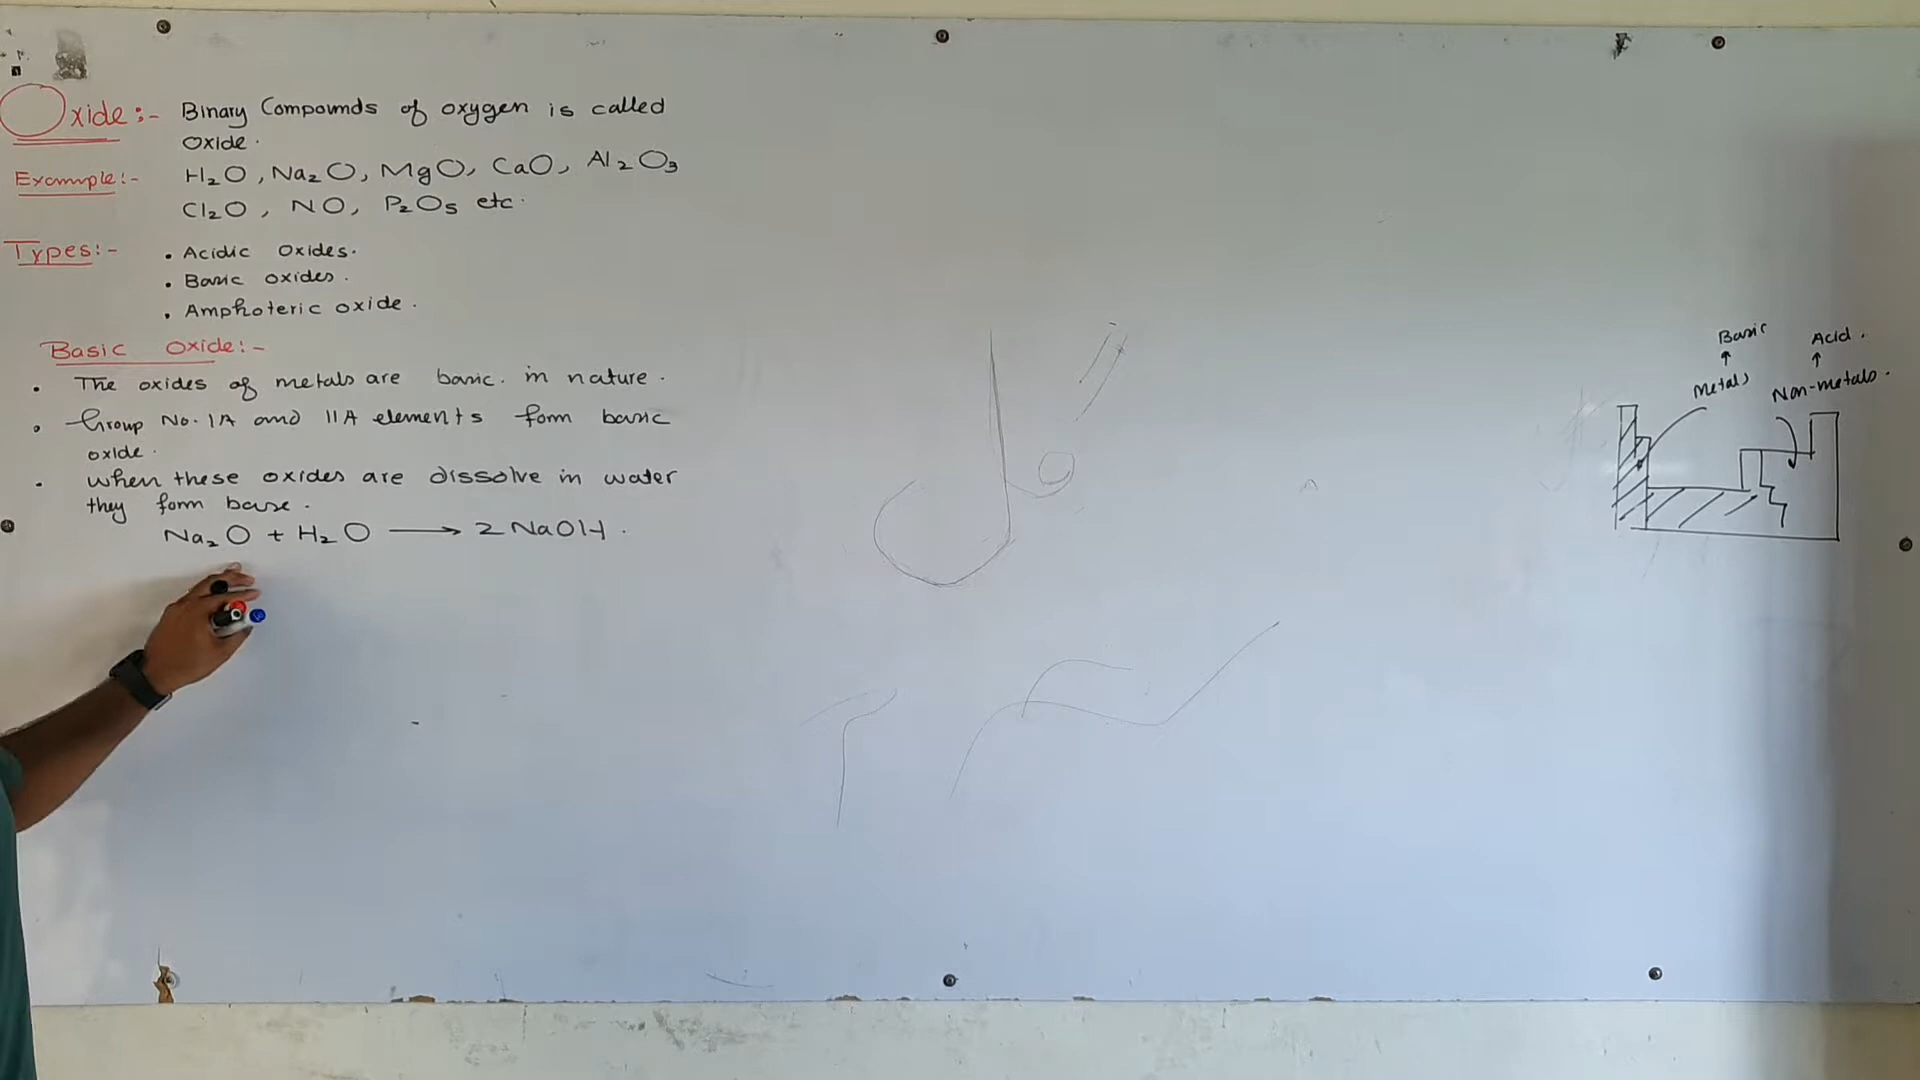 Oxide:- Binary Compounds of oxygen is called
oxide.
Example:- H₂O, Na₂O, MgO, CaO, Al₂O₃
Cl₂O, NO, P₂O₅ etc.
Types:- • Acidic oxides.
• Basic oxides.
• Amphoteric oxide.
Basic Oxide:-
• The oxides of metals are basic. in nature.
• Group No. IA and IIA elements form basic
oxide.
• when these oxides are dissolve in water
they form base.
Na₂O + H₂O ⟶ 2 NaOH.
Basic
↑
Metals
Acid.
↑
Non-metals.